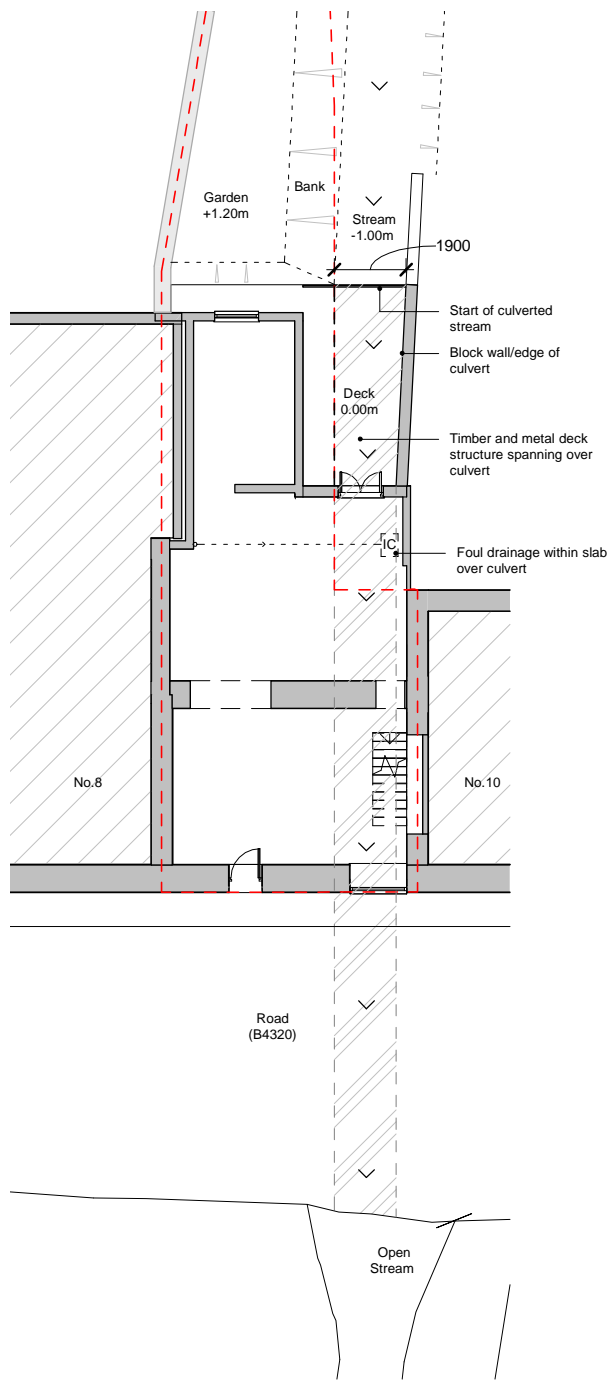 Garden
+1.20m
Bank
Stream
-1.00m
1900
Start of culverted
stream
Block wall/edge of
culvert
Deck
0.00m
Timber and metal deck
structure spanning over
culvert
IC
Foul drainage within slab
over culvert
No.8
No.10
Road
(B4320)
Open
Stream